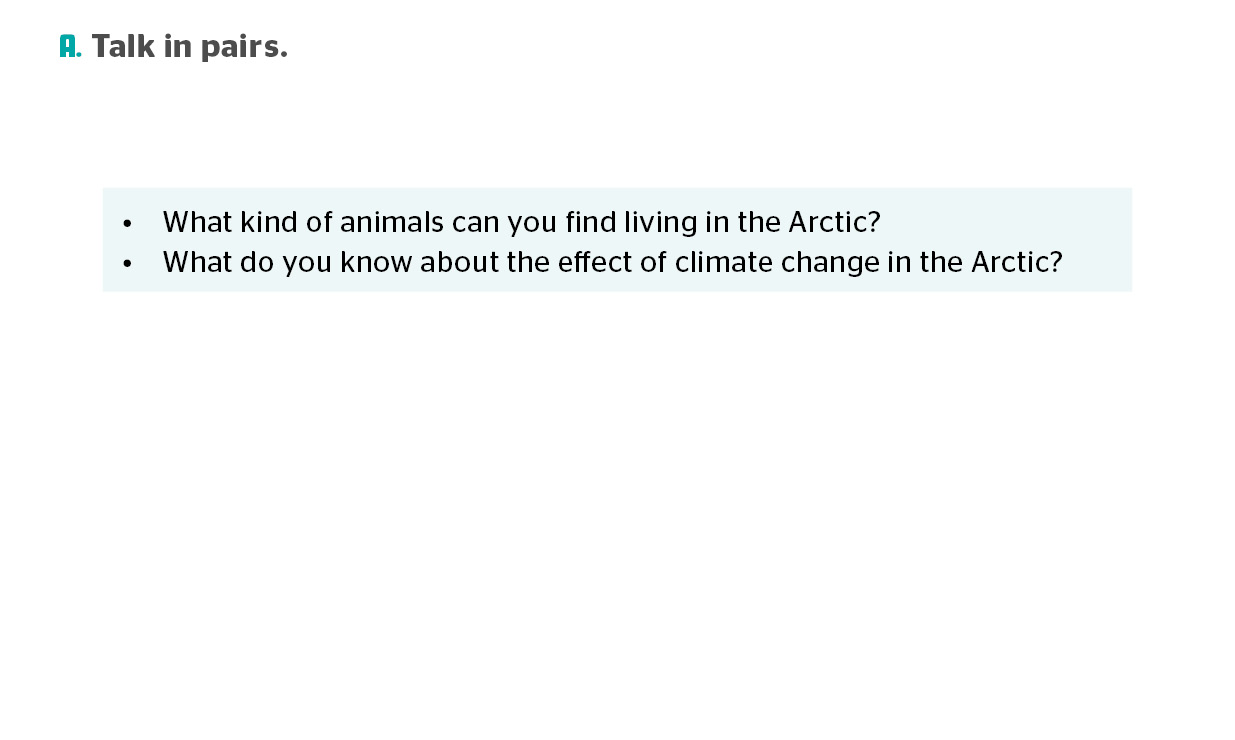 A. Talk in pairs.
• What kind of animals can you find living in the Arctic?
• What do you know about the effect of climate change in the Arctic?